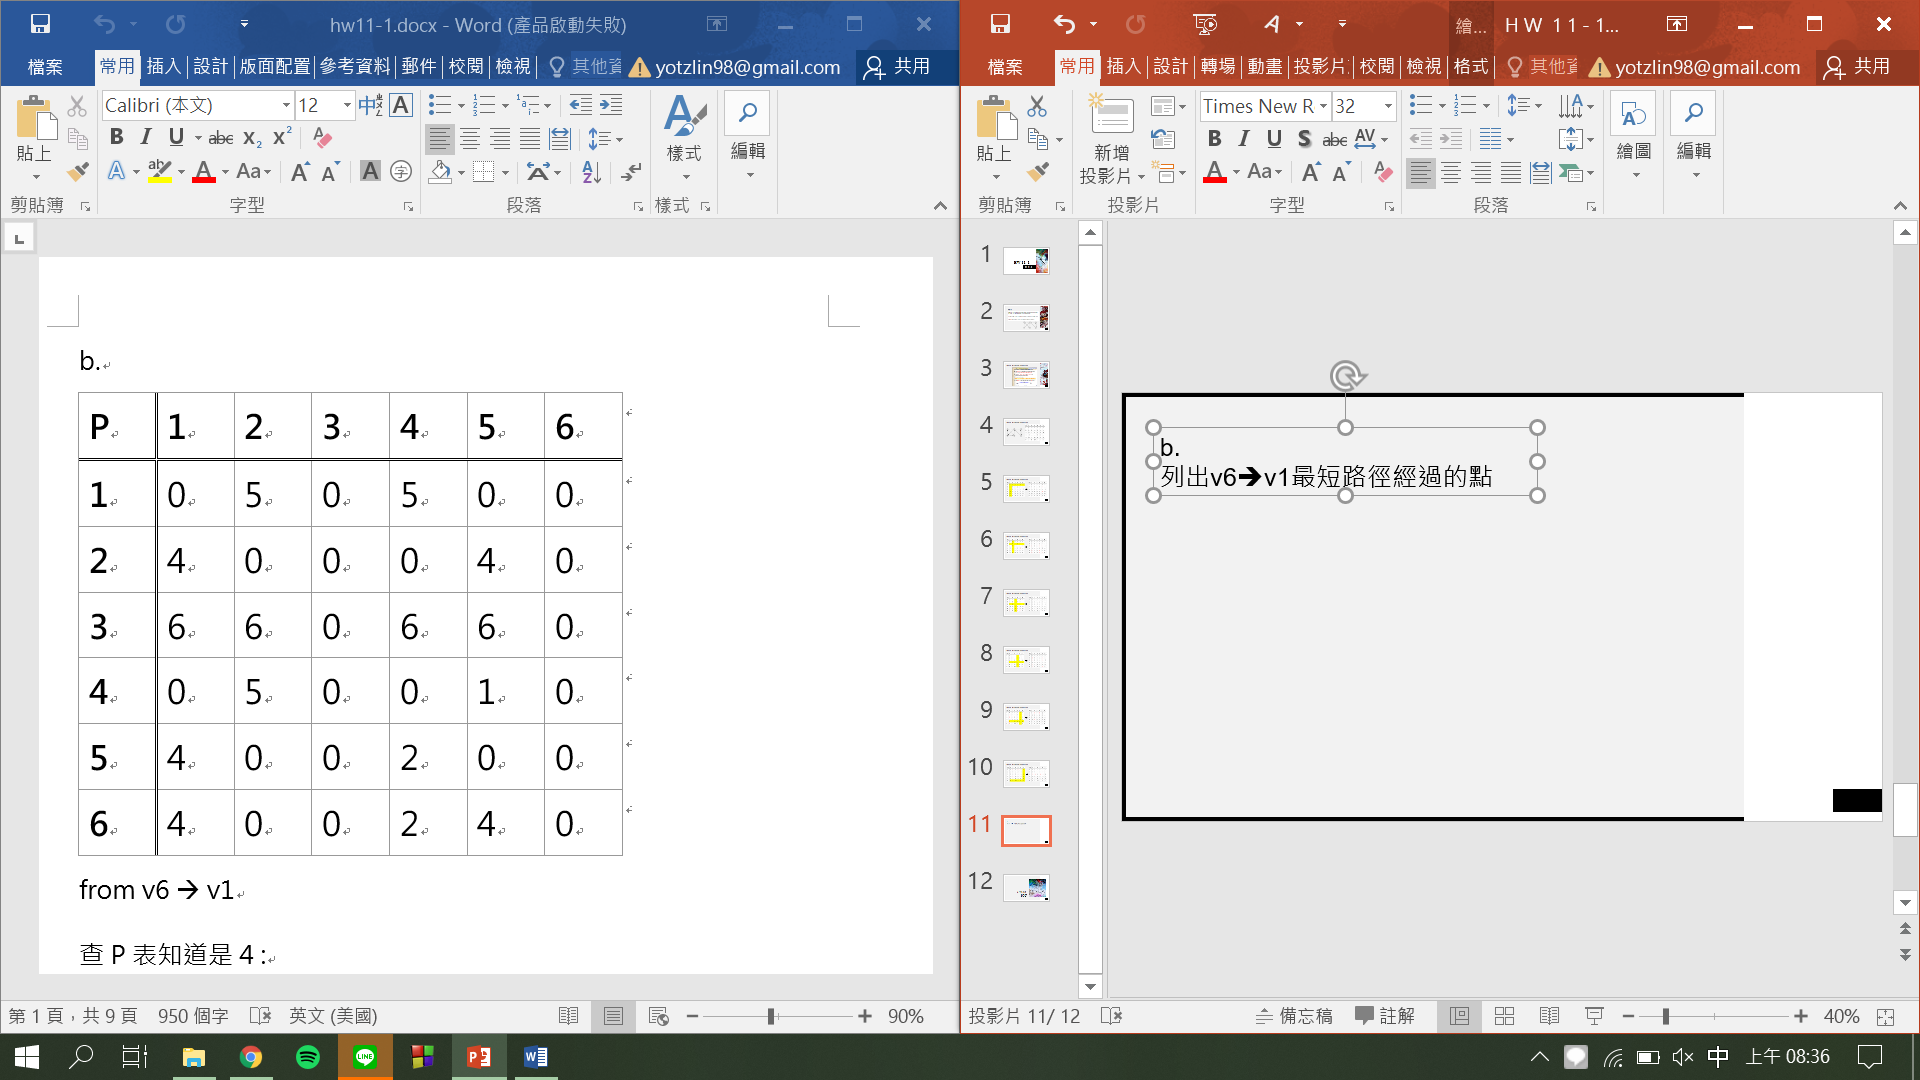 hw11-1.docx - Word (產品啟動失敗)
檔案 常用 插入 設計 版面配置 參考資料 郵件 校閱 檢視 其他資 yotzlin98@gmail.com 共用
貼上
剪貼簿
Calibri (本文) 12
字型
段落
樣式
樣式
編輯
b.
P 1 2 3 4 5 6
1 0 5 0 5 0 0
2 4 0 0 0 4 0
3 6 6 0 6 6 0
4 0 5 0 0 1 0
5 4 0 0 2 0 0
6 4 0 0 2 4 0
from v6 → v1
查 P 表知道是 4 :
第 1 頁，共 9 頁 950 個字 英文 (美國) 90%
繪... HW 11-1...
檔案 常用 插入 設計 轉場 動畫 投影片 校閱 檢視 格式 其他資 yotzlin98@gmail.com 共用
貼上
剪貼簿
新增
投影片
投影片
Times New R 32
字型
段落
繪圖
編輯
1
2
3
4
5
6
7
8
9
10
11
12
b.
列出v6→v1最短路徑經過的點
投影片 11/ 12 備忘稿 註解 40%
LINE
中 上午 08:36